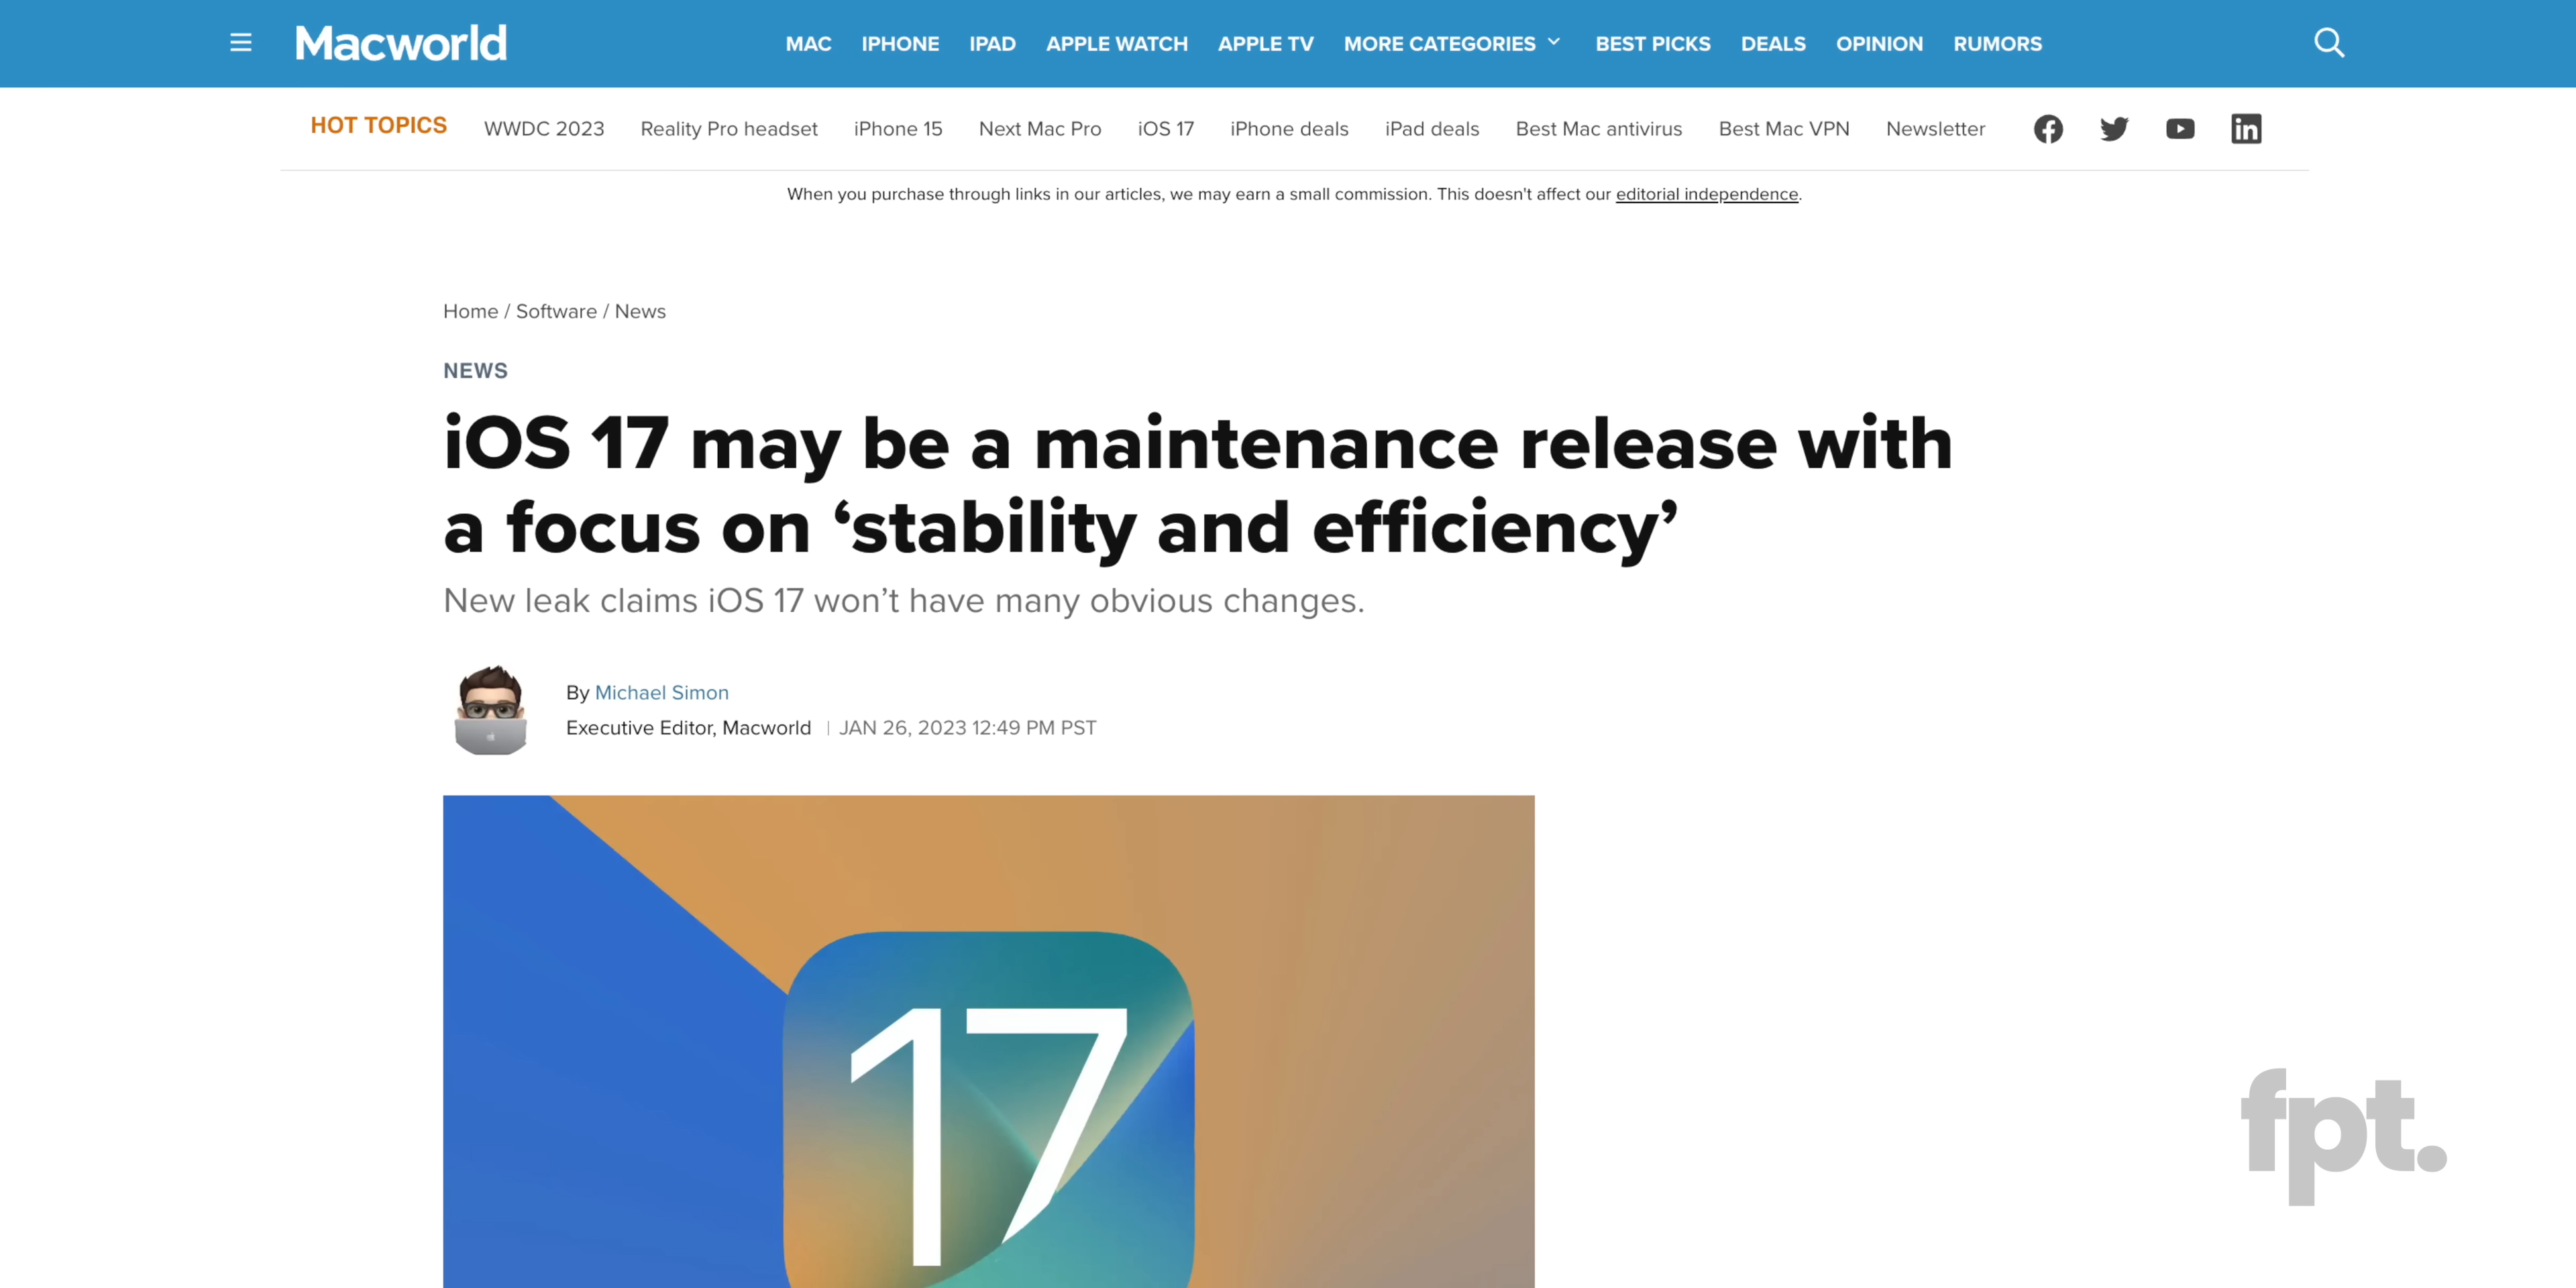 Macworld
MAC IPHONE IPAD APPLE WATCH APPLE TV MORE CATEGORIES BEST PICKS DEALS OPINION RUMORS
HOT TOPICS WWDC 2023 Reality Pro headset iPhone 15 Next Mac Pro iOS 17 iPhone deals iPad deals Best Mac antivirus Best Mac VPN Newsletter
When you purchase through links in our articles, we may earn a small commission. This doesn't affect our editorial independence.
Home / Software / News
NEWS
iOS 17 may be a maintenance release with
a focus on ‘stability and efficiency’
New leak claims iOS 17 won’t have many obvious changes.
By Michael Simon
Executive Editor, Macworld | JAN 26, 2023 12:49 PM PST
17
fpt.